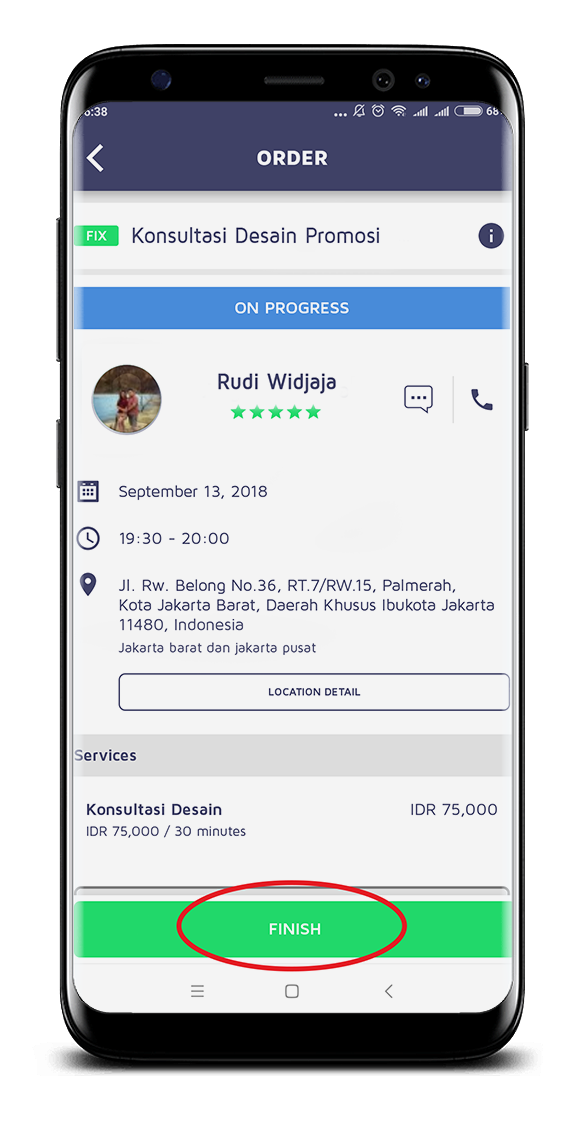 6:38
68
ORDER
FIX Konsultasi Desain Promosi
ON PROGRESS
Rudi Widjaja
September 13, 2018
19:30 - 20:00
Jl. Rw. Belong No.36, RT.7/RW.15, Palmerah,
Kota Jakarta Barat, Daerah Khusus Ibukota Jakarta
11480, Indonesia
Jakarta barat dan jakarta pusat
LOCATION DETAIL
Services
Konsultasi Desain IDR 75,000
IDR 75,000 / 30 minutes
FINISH